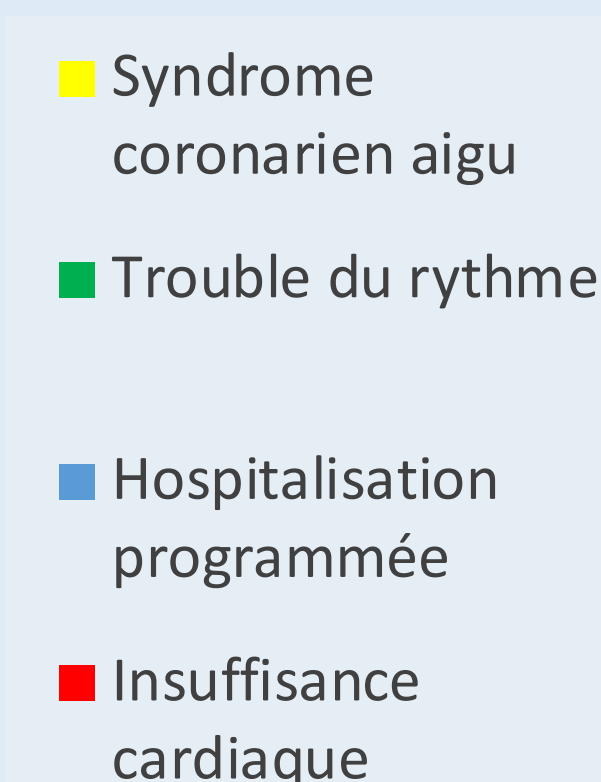 Syndrome
coronarien aigu
Trouble du rythme
Hospitalisation
programmée
Insuffisance
cardiaque